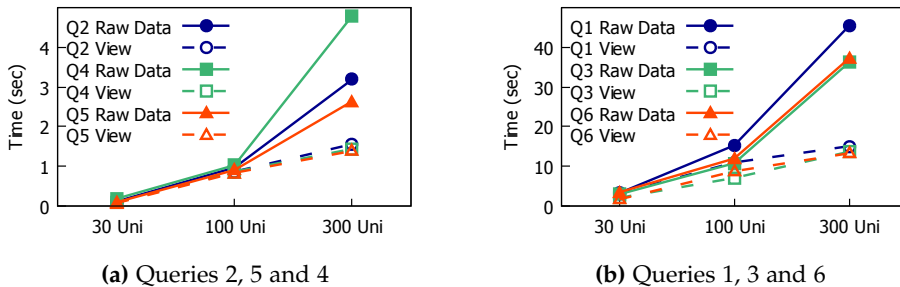 Time (sec)
4
3
2
1
0
Q2 Raw Data
Q2 View
Q4 Raw Data
Q4 View
Q5 Raw Data
Q5 View
30 Uni 100 Uni 300 Uni
(a) Queries 2, 5 and 4
Time (sec)
40
30
20
10
0
Q1 Raw Data
Q1 View
Q3 Raw Data
Q3 View
Q6 Raw Data
Q6 View
30 Uni 100 Uni 300 Uni
(b) Queries 1, 3 and 6